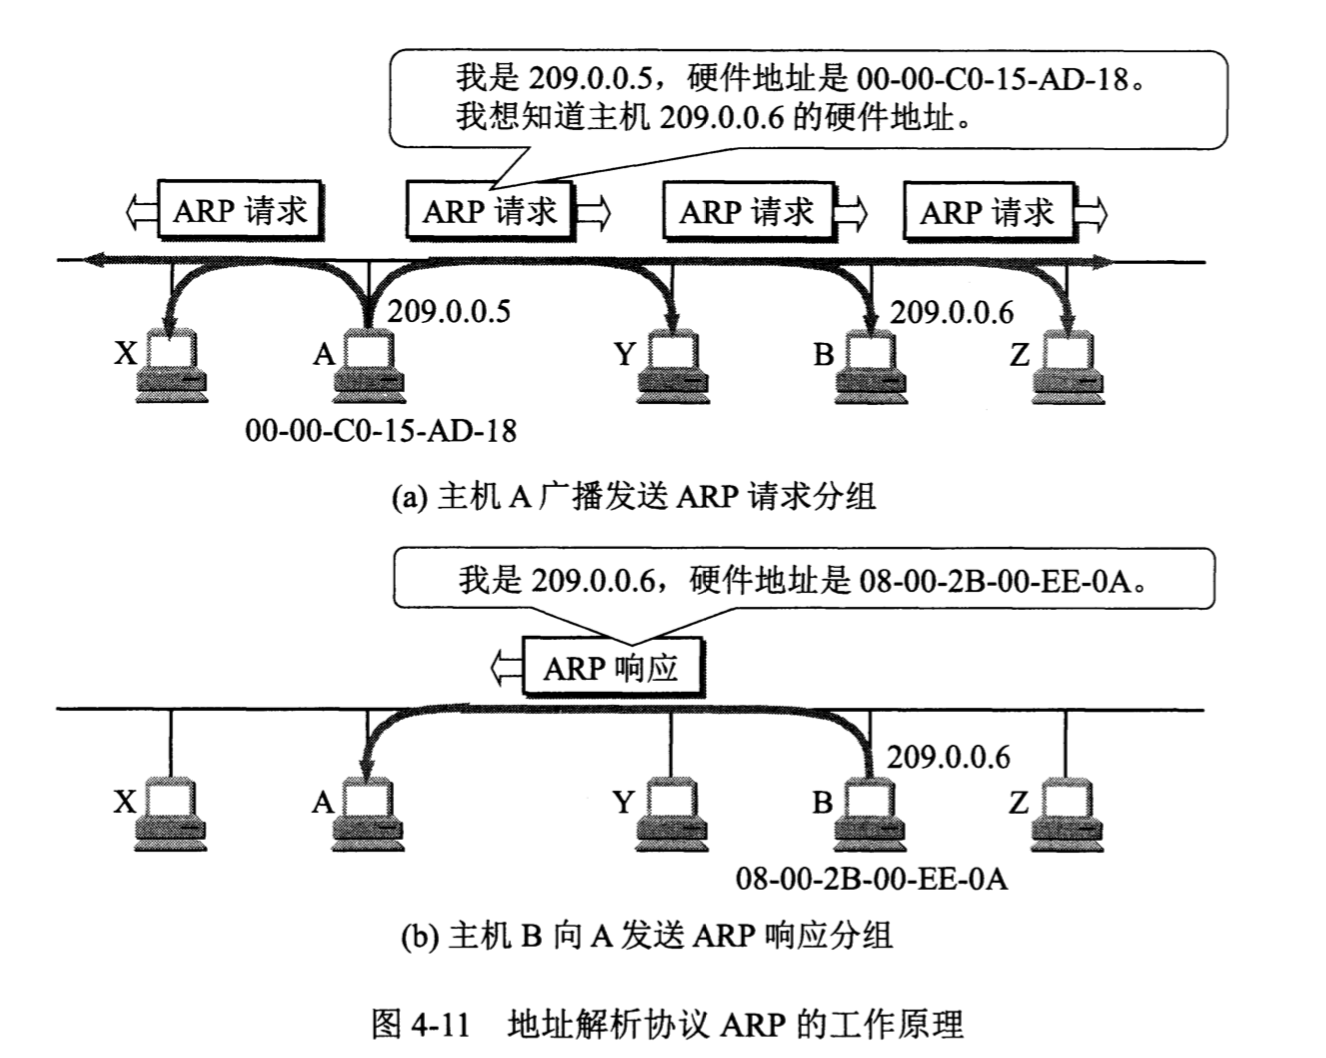 我是 209.0.0.5，硬件地址是 00-00-C0-15-AD-18。
我想知道主机 209.0.0.6 的硬件地址。
ARP 请求
ARP 请求
ARP 请求
ARP 请求
209.0.0.5
209.0.0.6
X
A
Y
B
Z
00-00-C0-15-AD-18
(a) 主机 A 广播发送 ARP 请求分组
我是 209.0.0.6，硬件地址是 08-00-2B-00-EE-0A。
ARP 响应
209.0.0.6
X
A
Y
B
Z
08-00-2B-00-EE-0A
(b) 主机 B 向 A 发送 ARP 响应分组
图 4-11 地址解析协议 ARP 的工作原理